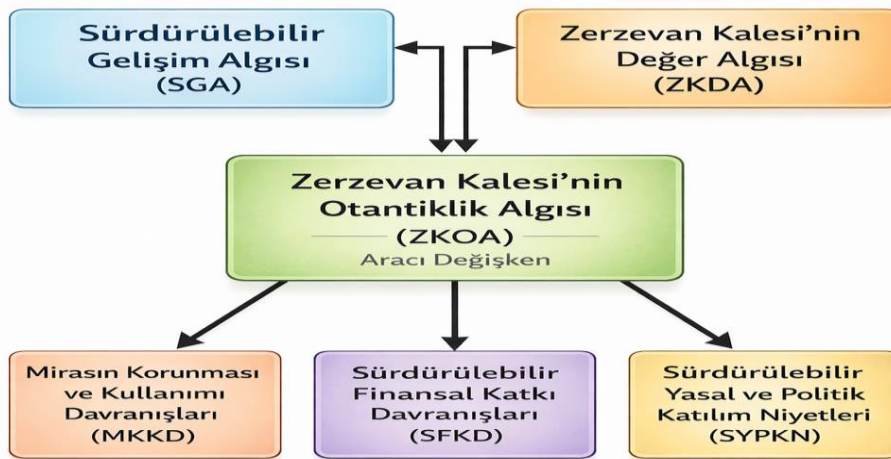 Sürdürülebilir
Gelişim Algısı
(SGA)
Zerzevan Kalesi’nin
Değer Algısı
(ZKDA)
Zerzevan Kalesi’nin
Otantiklik Algısı
(ZKOA)
Aracı Değişken
Mirasın Korunması
ve Kullanımı
Davranışları
(MKKD)
Sürdürülebilir
Finansal Katkı
Davranışları
(SFKD)
Sürdürülebilir
Yasal ve Politik
Katılım Niyetleri
(SYPKN)